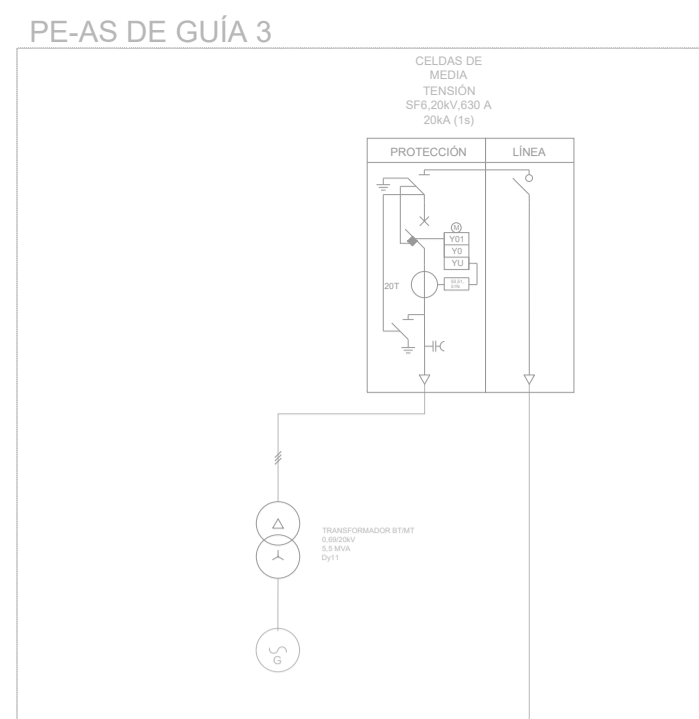 PE-AS DE GUÍA 3
CELDAS DE
MEDIA
TENSIÓN
SF6,20kV,630 A
20kA (1s)
PROTECCIÓN
LÍNEA
M
Y01
Y0
YU
20T
TRANSFORMADOR BT/MT
0,69/20kV
5,5 MVA
Dy11
G